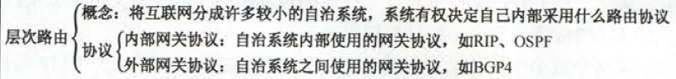 层次路由
概念：将互联网分成许多较小的自治系统，系统有权决定自己内部采用什么路由协议
协议
内部网关协议：自治系统内部使用的网关协议，如RIP、OSPF
外部网关协议：自治系统之间使用的网关协议，如BGP4